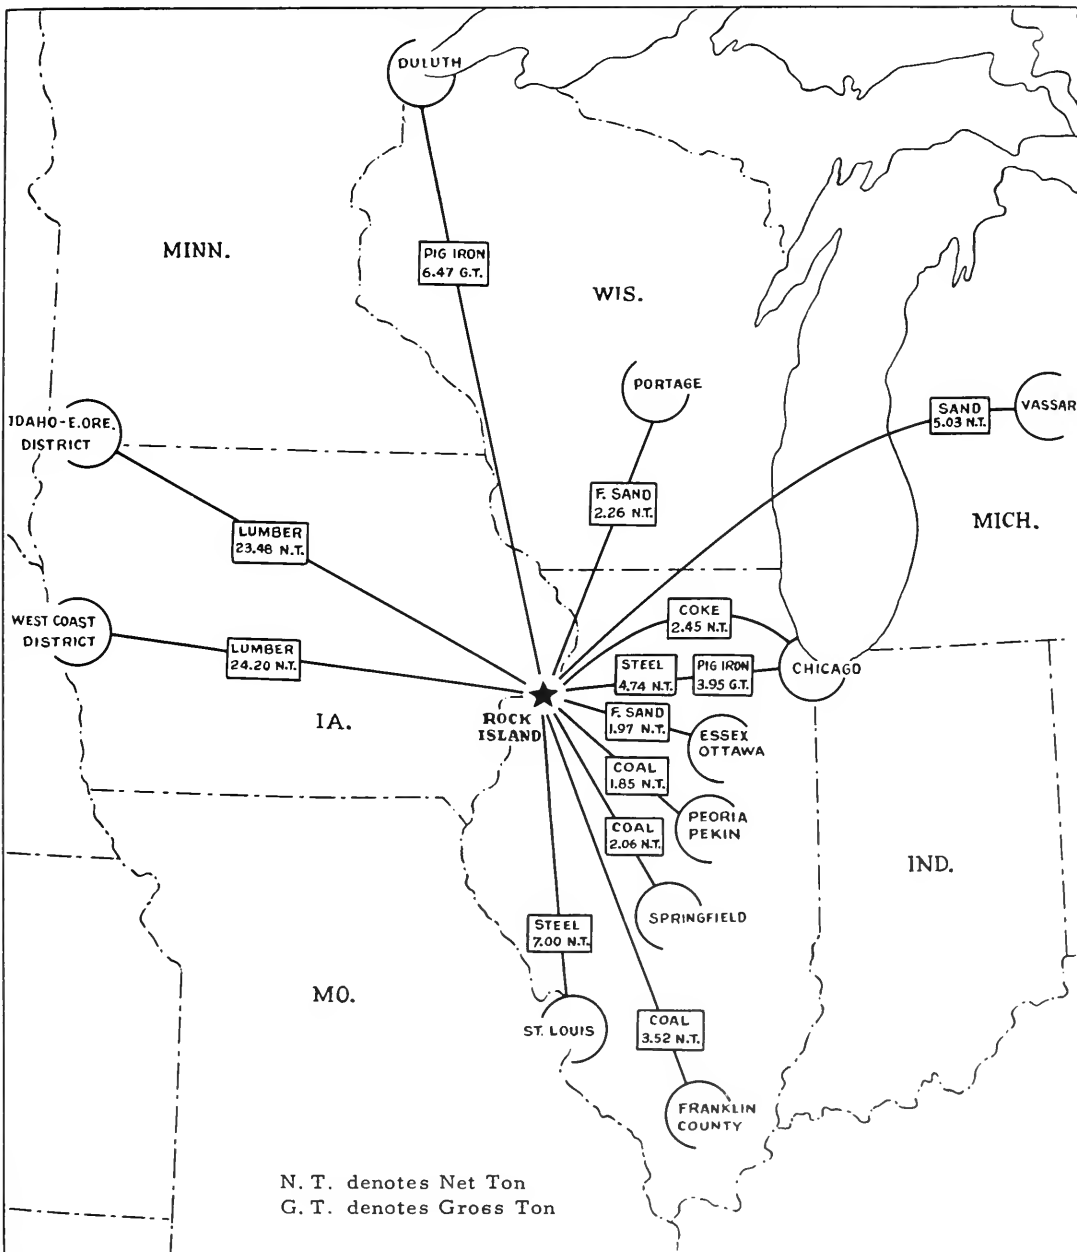 DULUTH
MINN.
PIG IRON
6.47 G.T.
WIS.
PORTAGE
SAND
5.03 N.T.
VASSAR
IDAHO-E.ORE.
DISTRICT
F. SAND
2.26 N.T.
LUMBER
23.48 N.T.
MICH.
WEST COAST
DISTRICT
LUMBER
24.20 N.T.
COKE
2.45 N.T.
STEEL
4.74 N.T.
PIG IRON
3.95 G.T.
CHICAGO
ROCK
ISLAND
IA.
F. SAND
1.97 N.T.
ESSEX
OTTAWA
COAL
1.85 N.T.
PEORIA
PEKIN
COAL
2.06 N.T.
IND.
SPRINGFIELD
STEEL
7.00 N.T.
MO.
ST. LOUIS
COAL
3.52 N.T.
FRANKLIN
COUNTY
N. T. denotes Net Ton
G. T. denotes Gross Ton